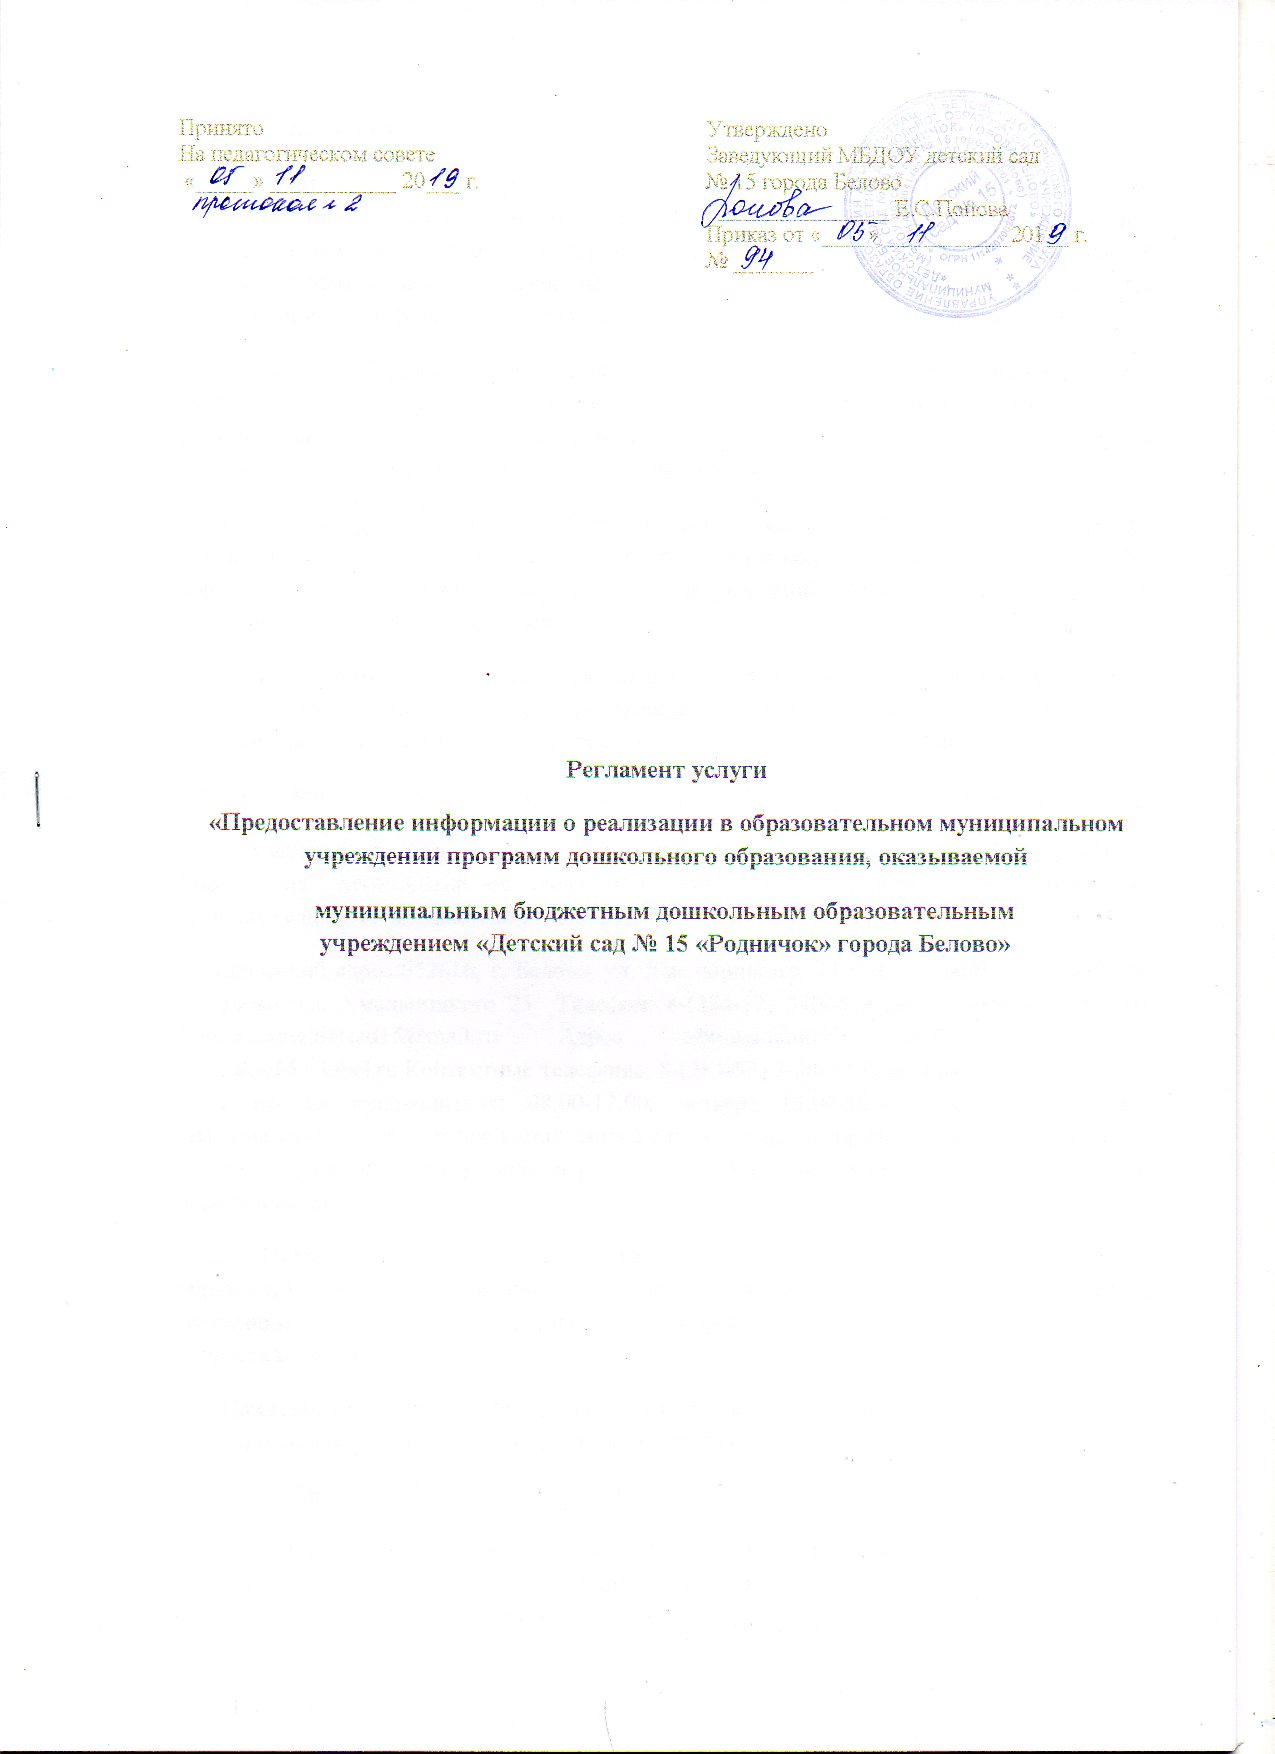 Принято
На педагогическом совете
« 05 » 11 2019 г.
протокол № 2
Утверждено
Заведующий МБДОУ детский сад
№15 города Белово
Попова Е.С.Попова
Приказ от « 05 » 11 2019 г.
№ 94
Регламент услуги
«Предоставление информации о реализации в образовательном муниципальном
учреждении программ дошкольного образования, оказываемой
муниципальным бюджетным дошкольным образовательным
учреждением «Детский сад № 15 «Родничок» города Белово»